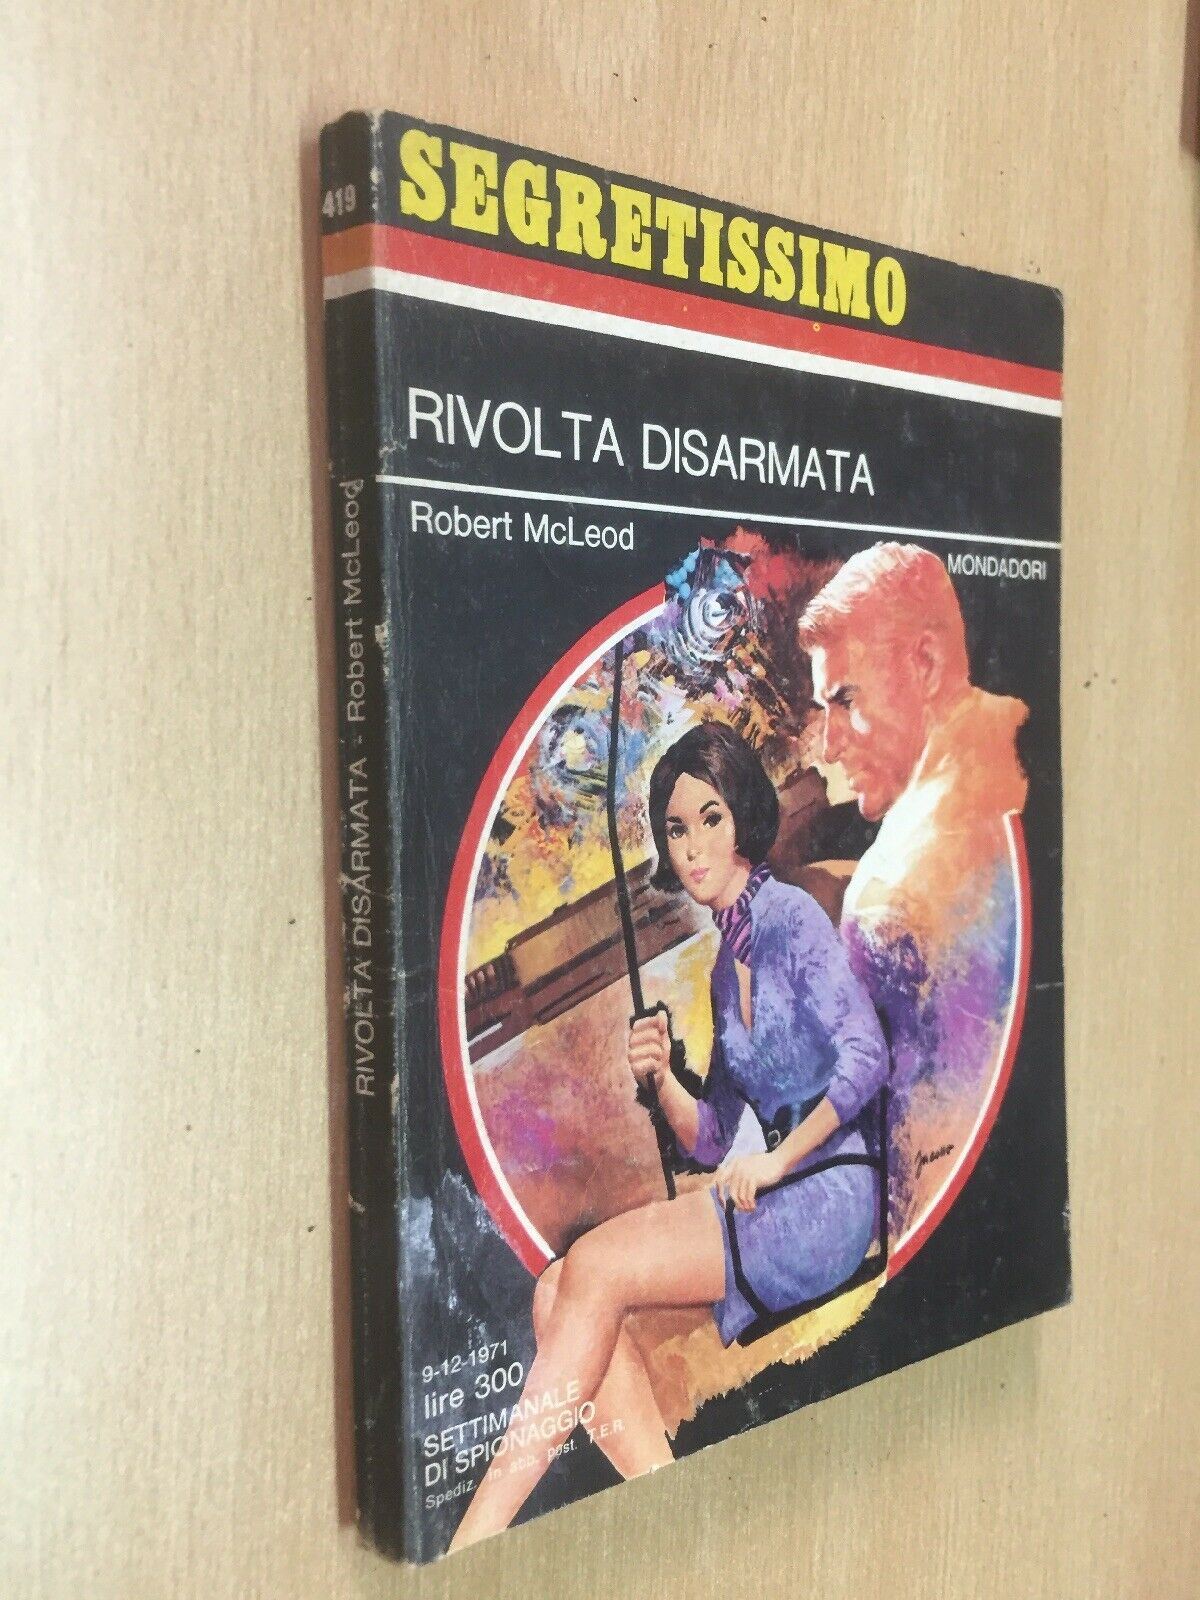 419
RIVOLTA DISARMATA - Robert McLeod
SEGRETISSIMO
RIVOLTA DISARMATA
Robert McLeod
MONDADORI
9-12-1971
lire 300
SETTIMANALE
DI SPIONAGGIO
Spediz. in abb. post. T.E.R.